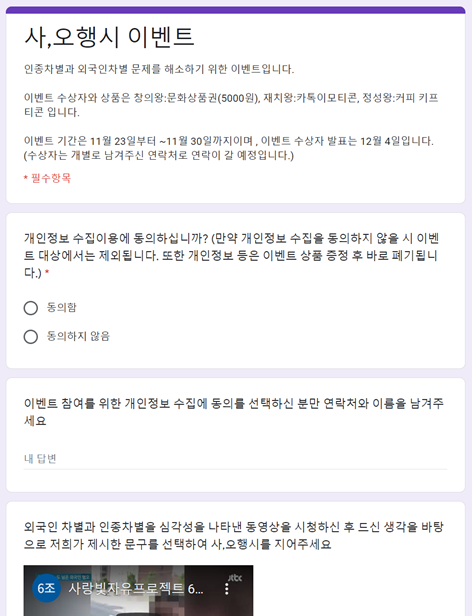 사,오행시 이벤트
인종차별과 외국인차별 문제를 해소하기 위한 이벤트입니다.
이벤트 수상자와 상품은 창의왕:문화상품권(5000원), 재치왕:카톡이모티콘, 정성왕:커피 키프
티콘 입니다.
이벤트 기간은 11월 23일부터 ~11월 30일까지이며 , 이벤트 수상자 발표는 12월 4일입니다.
(수상자는 개별로 남겨주신 연락처로 연락이 갈 예정입니다.)
* 필수항목
개인정보 수집이용에 동의하십니까? (만약 개인정보 수집을 동의하지 않을 시 이벤
트 대상에서는 제외됩니다. 또한 개인정보 등은 이벤트 상품 증정 후 바로 폐기됩니
다.) *
동의함
동의하지 않음
이벤트 참여를 위한 개인정보 수집에 동의를 선택하신 분만 연락처와 이름을 남겨주
세요
내 답변
외국인 차별과 인종차별을 심각성을 나타낸 동영상을 시청하신 후 드신 생각을 바탕
으로 저희가 제시한 문구를 선택하여 사,오행시를 지어주세요
6조 사랑빛자유프로젝트 6...
jtbc